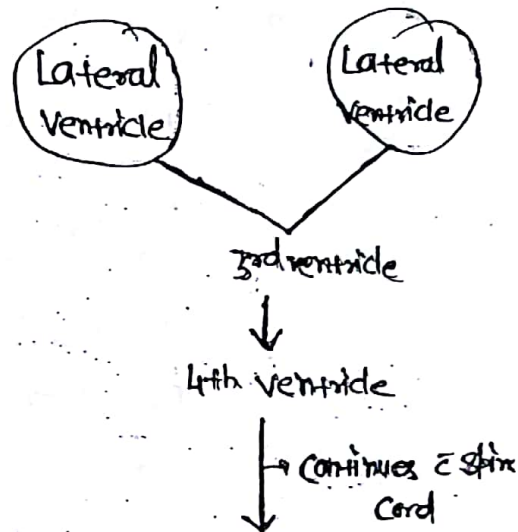 Lateral
ventricle
Lateral
ventricle
3rd ventricle
4th ventricle
Continues c̄ Spin
Cord